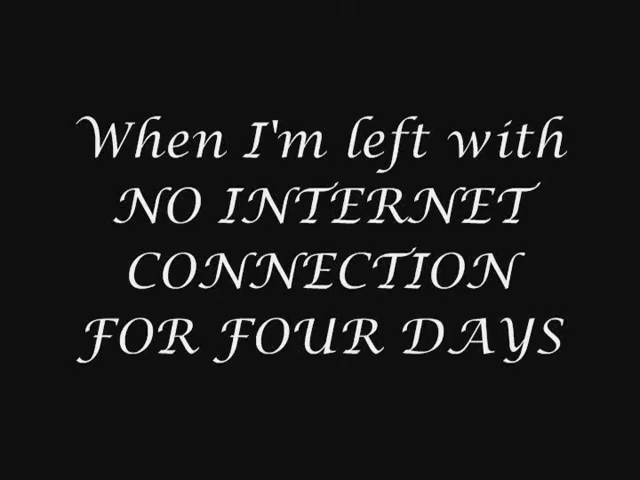 When I'm left with
NO INTERNET
CONNECTION
FOR FOUR DAYS